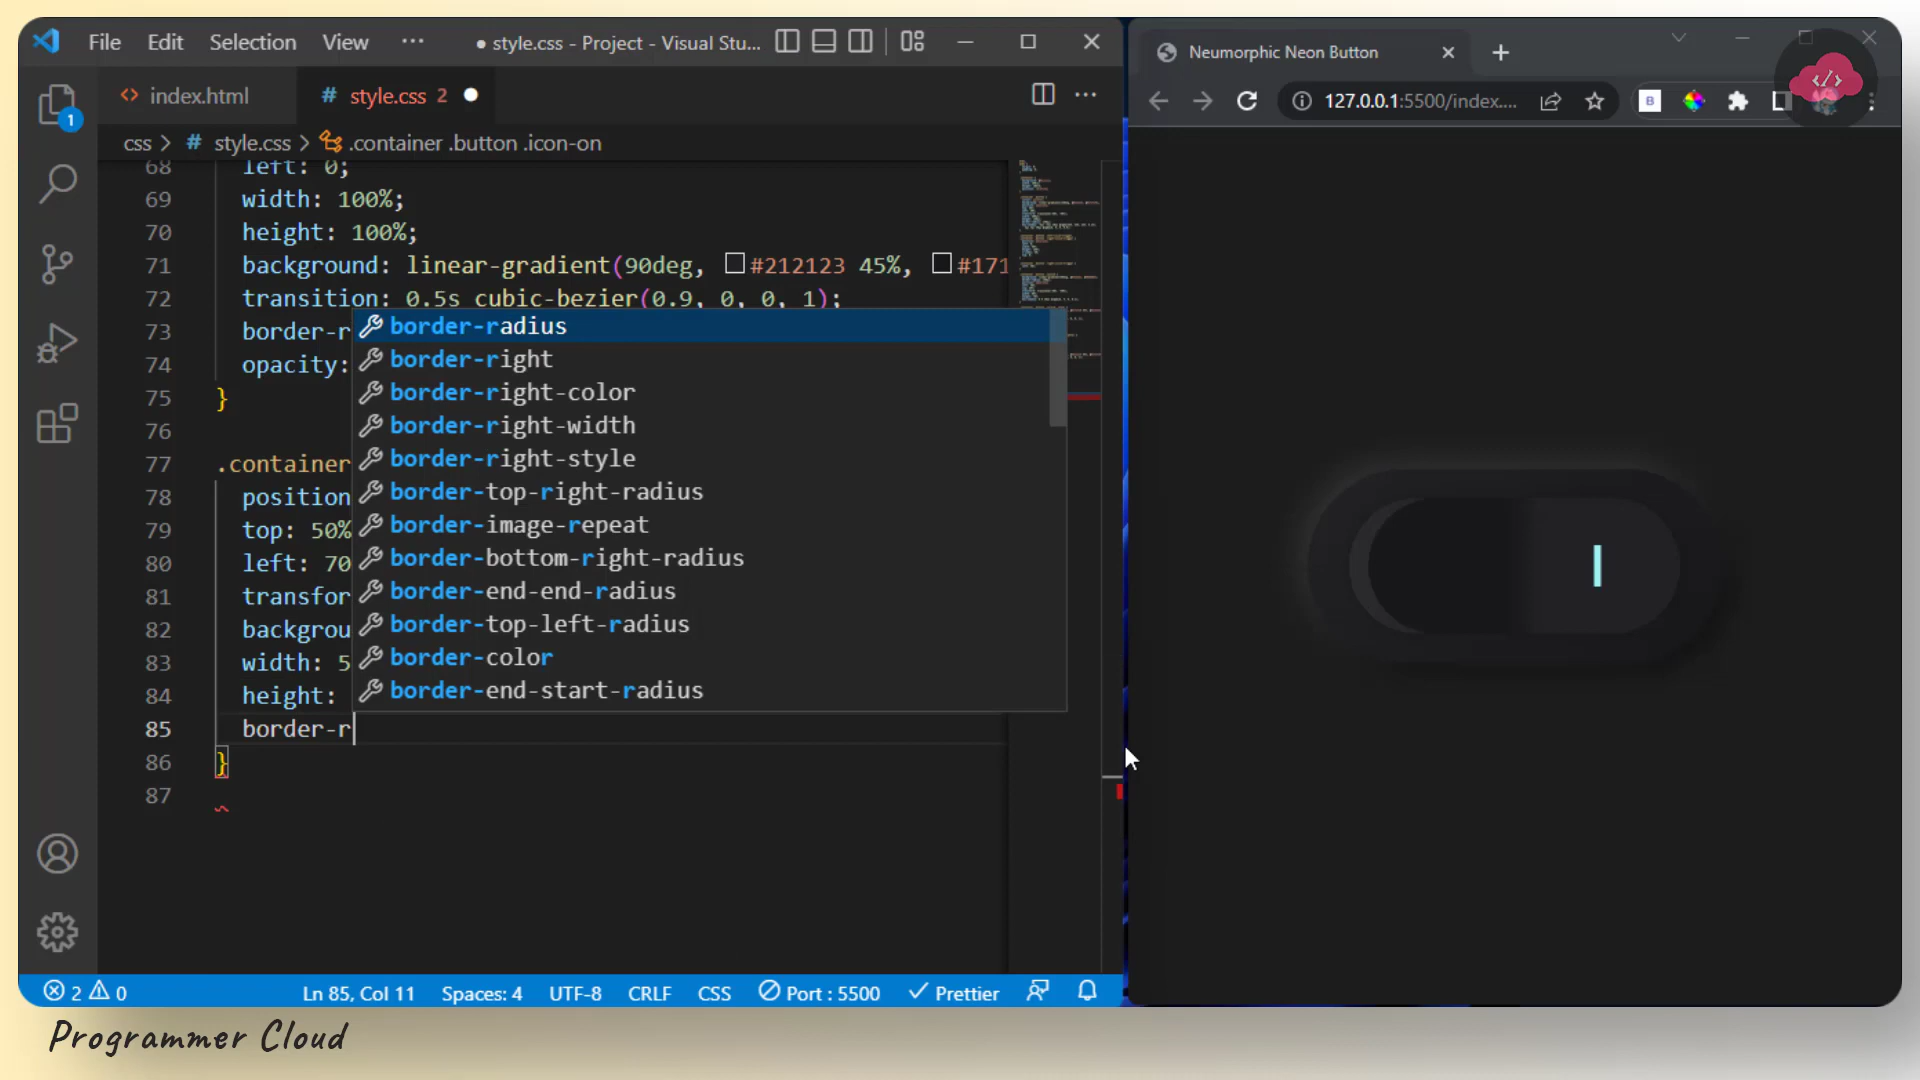 File Edit Selection View ··· ● style.css - Project - Visual Stu...
index.html
# style.css 2 ●
css > # style.css > .container .button .icon-on
68 left: 0;
69 width: 100%;
70 height: 100%;
71 background: linear-gradient(90deg, #212123 45%, #171
72 transition: 0.5s cubic-bezier(0.9, 0, 0, 1);
73 border-r
74 opacity:
75 }
76
77 .container
78 position
79 top: 50%
80 left: 70
81 transfor
82 backgrou
83 width: 5
84 height:
85 border-r
86 }
87
border-radius
border-right
border-right-color
border-right-width
border-right-style
border-top-right-radius
border-image-repeat
border-bottom-right-radius
border-end-end-radius
border-top-left-radius
border-color
border-end-start-radius
1
2 0 Ln 85, Col 11 Spaces: 4 UTF-8 CRLF CSS Port : 5500 Prettier
Neumorphic Neon Button
127.0.0.1:5500/index....
B
</>
Programmer Cloud